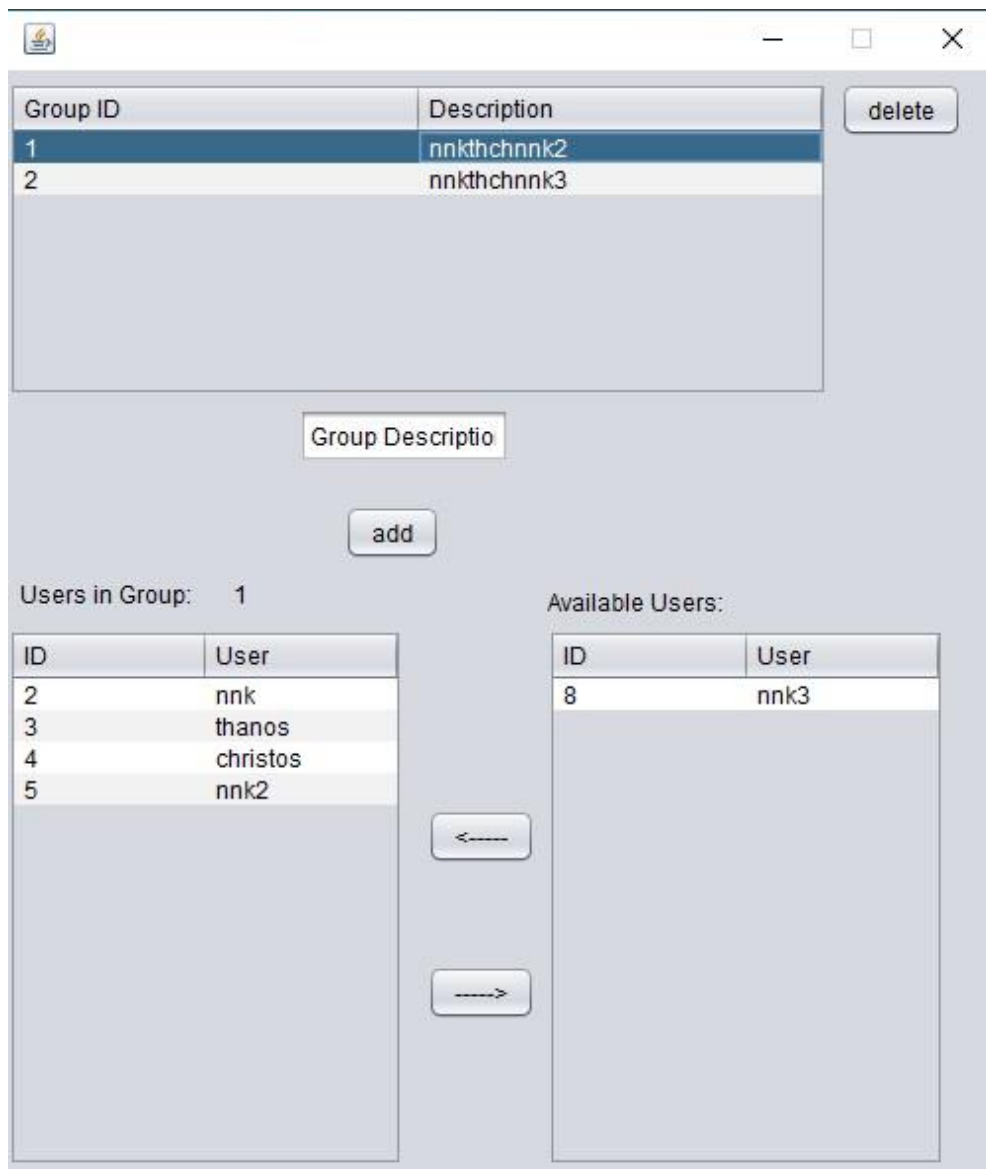 Group ID Description delete
1 nnkthchnnk2
2 nnkthchnnk3
Group Descriptio
add
Users in Group: 1
Available Users:
ID User ID User
2 nnk 8 nnk3
3 thanos
4 christos
5 nnk2
<-----
----->